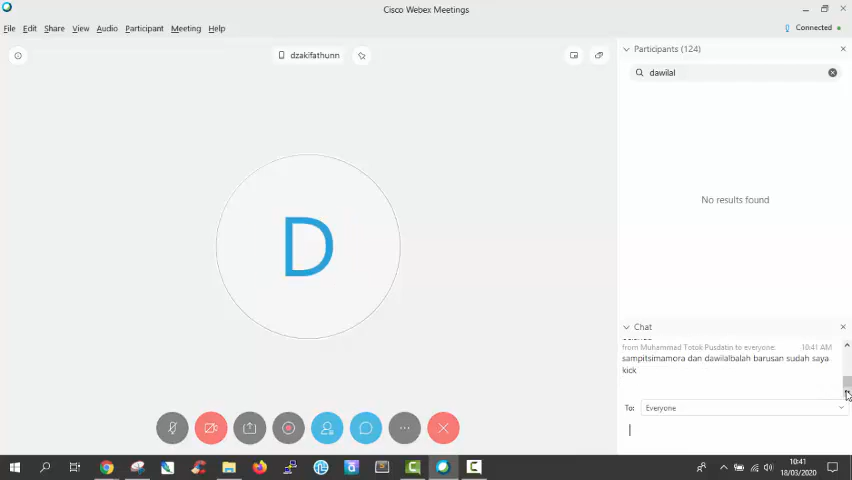 Cisco Webex Meetings
File Edit Share View Audio Participant Meeting Help
Connected
dzakifathunn
Participants (124)
dawilal
D
No results found
Chat
from Muhammad Totok Pusdatin to everyone: 10:41 AM
sampitsimamora dan dawilalbalah barusan sudah saya
kick
To: Everyone
10:41
18/03/2020